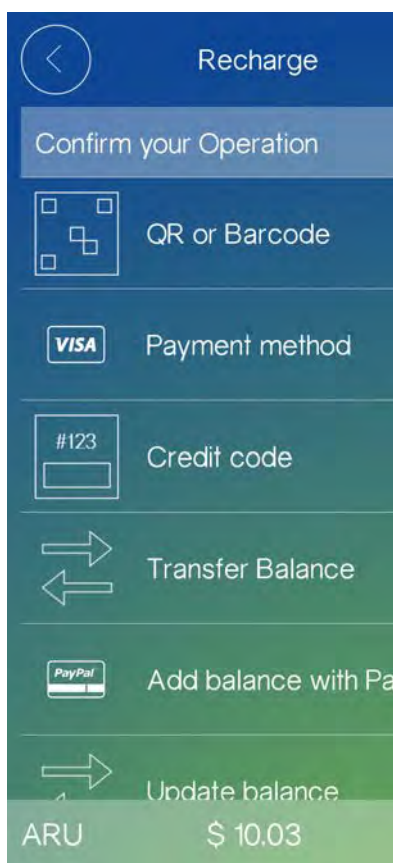 Recharge
Confirm your Operation
QR or Barcode
VISA
Payment method
#123
Credit code
Transfer Balance
PayPal
Add balance with Pa
Update balance
ARU $ 10.03